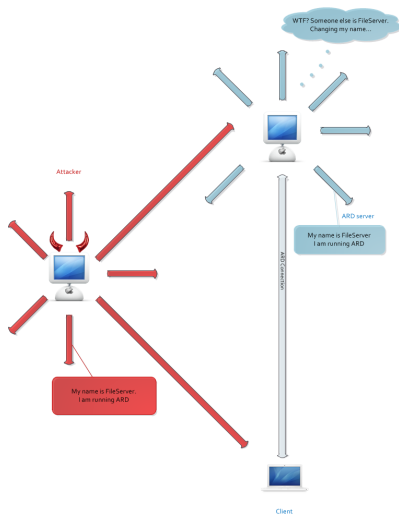 WTF? Someone else is FileServer.
Changing my name...
Attacker
ARD server
My name is FileServer
I am running ARD
ARD Connection
My name is FileServer.
I am running ARD
Client